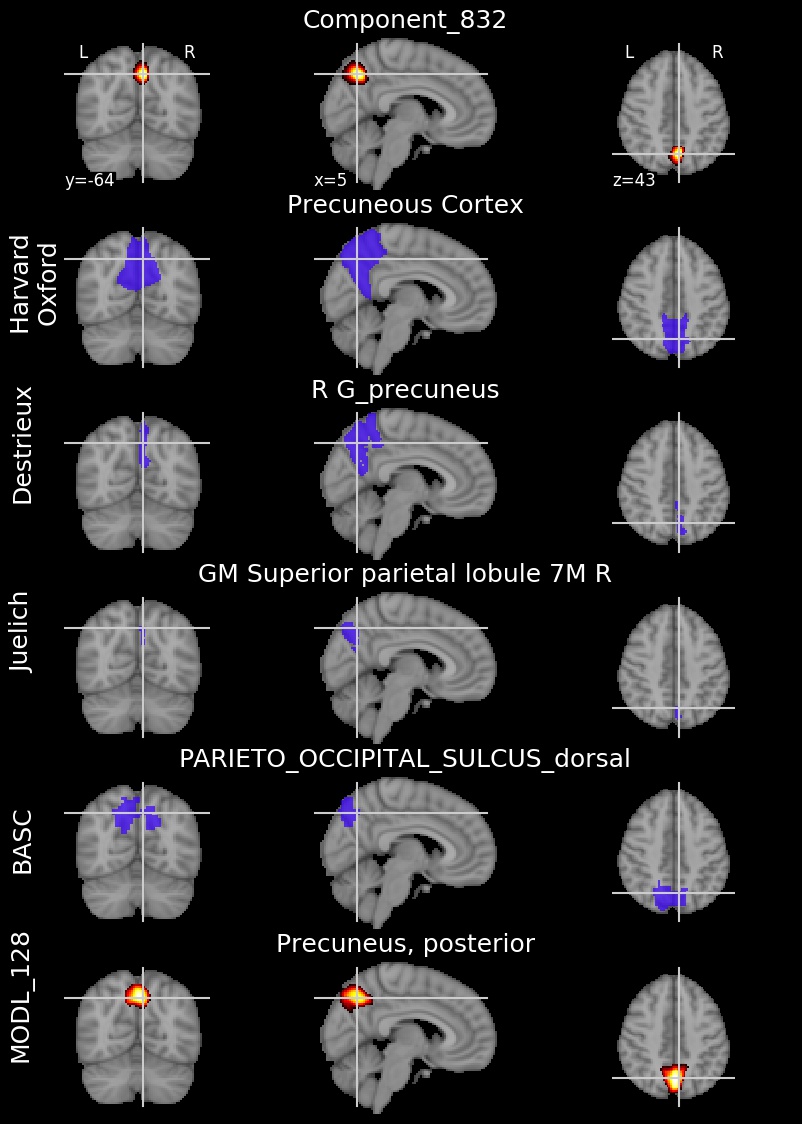 Component_832
L R
L R
y=-64
x=5
z=43
Precuneous Cortex
Harvard
Oxford
R G_precuneus
Destrieux
GM Superior parietal lobule 7M R
Juelich
PARIETO_OCCIPITAL_SULCUS_dorsal
BASC
Precuneus, posterior
MODL_128